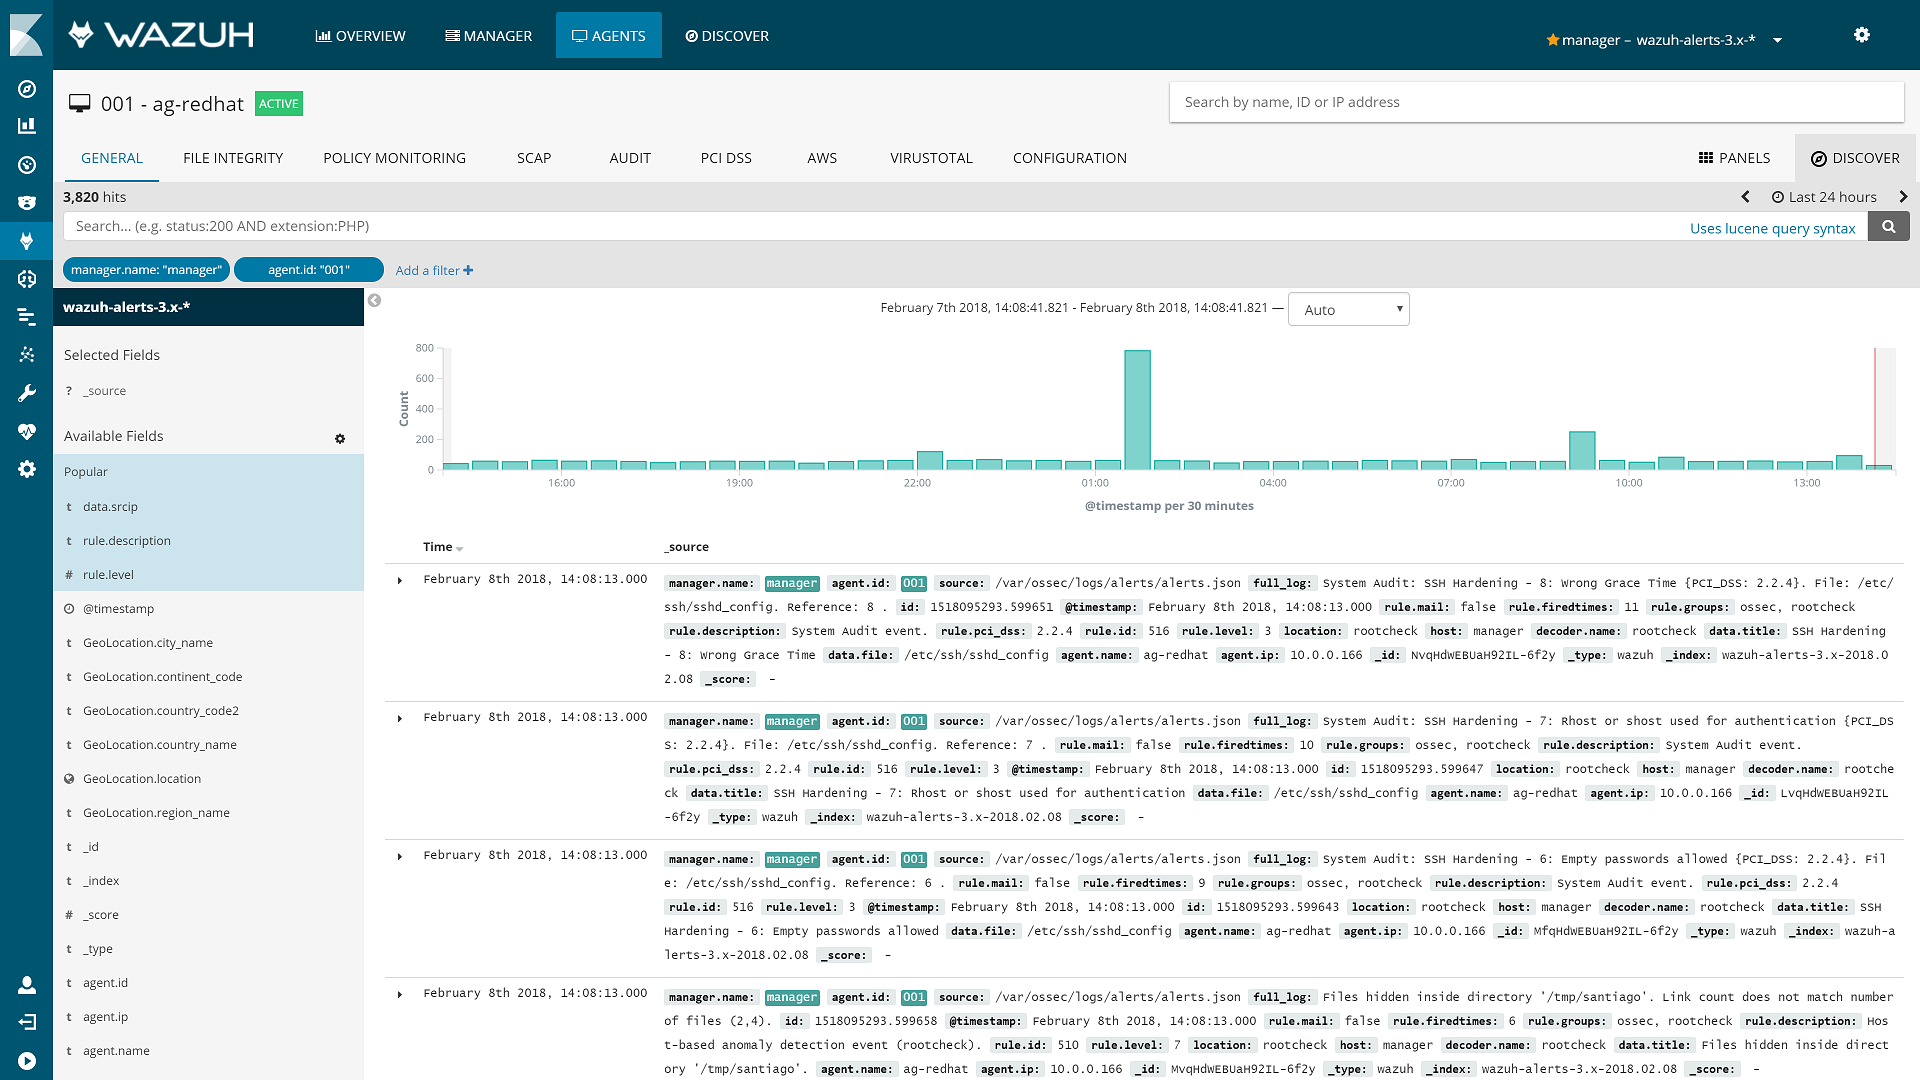 WAZUH
OVERVIEW
MANAGER
AGENTS
DISCOVER
manager – wazuh-alerts-3.x-*
001 - ag-redhat ACTIVE
Search by name, ID or IP address
GENERAL FILE INTEGRITY POLICY MONITORING SCAP AUDIT PCI DSS AWS VIRUSTOTAL CONFIGURATION PANELS DISCOVER
3,820 hits
Last 24 hours
Search... (e.g. status:200 AND extension:PHP)
Uses lucene query syntax
manager.name: "manager" agent.id: "001" Add a filter +
wazuh-alerts-3.x-*
Selected Fields
? _source
Available Fields
Popular
t data.srcip
t rule.description
# rule.level
@timestamp
t GeoLocation.city_name
t GeoLocation.continent_code
t GeoLocation.country_code2
t GeoLocation.country_name
GeoLocation.location
t GeoLocation.region_name
t _id
t _index
# _score
t _type
t agent.id
t agent.ip
t agent.name
February 7th 2018, 14:08:41.821 - February 8th 2018, 14:08:41.821 — Auto
Count
800
600
400
200
0
16:00 19:00 22:00 01:00 04:00 07:00 10:00 13:00
@timestamp per 30 minutes
Time _source
February 8th 2018, 14:08:13.000
manager.name: manager agent.id: 001 source: /var/ossec/logs/alerts/alerts.json full_log: System Audit: SSH Hardening - 8: Wrong Grace Time {PCI_DSS: 2.2.4}. File: /etc/
ssh/sshd_config. Reference: 8 . id: 1518095293.599651 @timestamp: February 8th 2018, 14:08:13.000 rule.mail: false rule.firedtimes: 11 rule.groups: ossec, rootcheck
rule.description: System Audit event. rule.pci_dss: 2.2.4 rule.id: 516 rule.level: 3 location: rootcheck host: manager decoder.name: rootcheck data.title: SSH Hardening
- 8: Wrong Grace Time data.file: /etc/ssh/sshd_config agent.name: ag-redhat agent.ip: 10.0.0.166 _id: NvqHdWEBUaH92IL-6f2y _type: wazuh _index: wazuh-alerts-3.x-2018.0
2.08 _score: -
February 8th 2018, 14:08:13.000
manager.name: manager agent.id: 001 source: /var/ossec/logs/alerts/alerts.json full_log: System Audit: SSH Hardening - 7: Rhost or shost used for authentication {PCI_DS
S: 2.2.4}. File: /etc/ssh/sshd_config. Reference: 7 . rule.mail: false rule.firedtimes: 10 rule.groups: ossec, rootcheck rule.description: System Audit event.
rule.pci_dss: 2.2.4 rule.id: 516 rule.level: 3 @timestamp: February 8th 2018, 14:08:13.000 id: 1518095293.599647 location: rootcheck host: manager decoder.name: rootche
ck data.title: SSH Hardening - 7: Rhost or shost used for authentication data.file: /etc/ssh/sshd_config agent.name: ag-redhat agent.ip: 10.0.0.166 _id: LvqHdWEBUaH92IL
-6f2y _type: wazuh _index: wazuh-alerts-3.x-2018.02.08 _score: -
February 8th 2018, 14:08:13.000
manager.name: manager agent.id: 001 source: /var/ossec/logs/alerts/alerts.json full_log: System Audit: SSH Hardening - 6: Empty passwords allowed {PCI_DSS: 2.2.4}. Fil
e: /etc/ssh/sshd_config. Reference: 6 . rule.mail: false rule.firedtimes: 9 rule.groups: ossec, rootcheck rule.description: System Audit event. rule.pci_dss: 2.2.4
rule.id: 516 rule.level: 3 @timestamp: February 8th 2018, 14:08:13.000 id: 1518095293.599643 location: rootcheck host: manager decoder.name: rootcheck data.title: SSH
Hardening - 6: Empty passwords allowed data.file: /etc/ssh/sshd_config agent.name: ag-redhat agent.ip: 10.0.0.166 _id: MfqHdWEBUaH92IL-6f2y _type: wazuh _index: wazuh-a
lerts-3.x-2018.02.08 _score: -
February 8th 2018, 14:08:13.000
manager.name: manager agent.id: 001 source: /var/ossec/logs/alerts/alerts.json full_log: Files hidden inside directory '/tmp/santiago'. Link count does not match number
of files (2,4). id: 1518095293.599658 @timestamp: February 8th 2018, 14:08:13.000 rule.mail: false rule.firedtimes: 6 rule.groups: ossec, rootcheck rule.description: Hos
t-based anomaly detection event (rootcheck). rule.id: 510 rule.level: 7 location: rootcheck host: manager decoder.name: rootcheck data.title: Files hidden inside direct
ory '/tmp/santiago'. agent.name: ag-redhat agent.ip: 10.0.0.166 _id: MvqHdWEBUaH92IL-6f2y _type: wazuh _index: wazuh-alerts-3.x-2018.02.08 _score: -